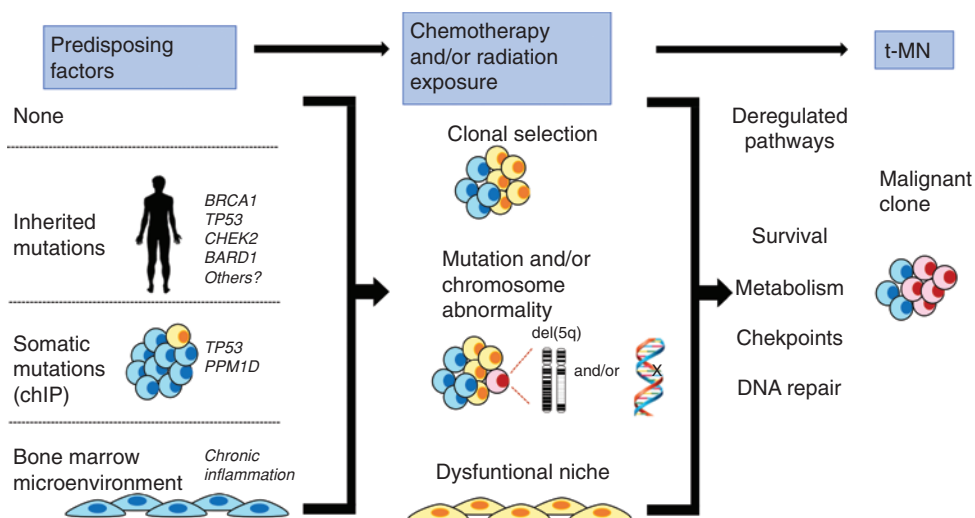 Predisposing
factors
Chemotherapy
and/or radiation
exposure
t-MN
None
Inherited
mutations
BRCA1
TP53
CHEK2
BARD1
Others?
Somatic
mutations
(chIP)
TP53
PPM1D
Bone marrow
microenvironment
Chronic
inflammation
Clonal selection
Mutation and/or
chromosome
abnormality
del(5q)
and/or
X
Dysfuntional niche
Deregulated
pathways
Survival
Metabolism
Chekpoints
DNA repair
Malignant
clone